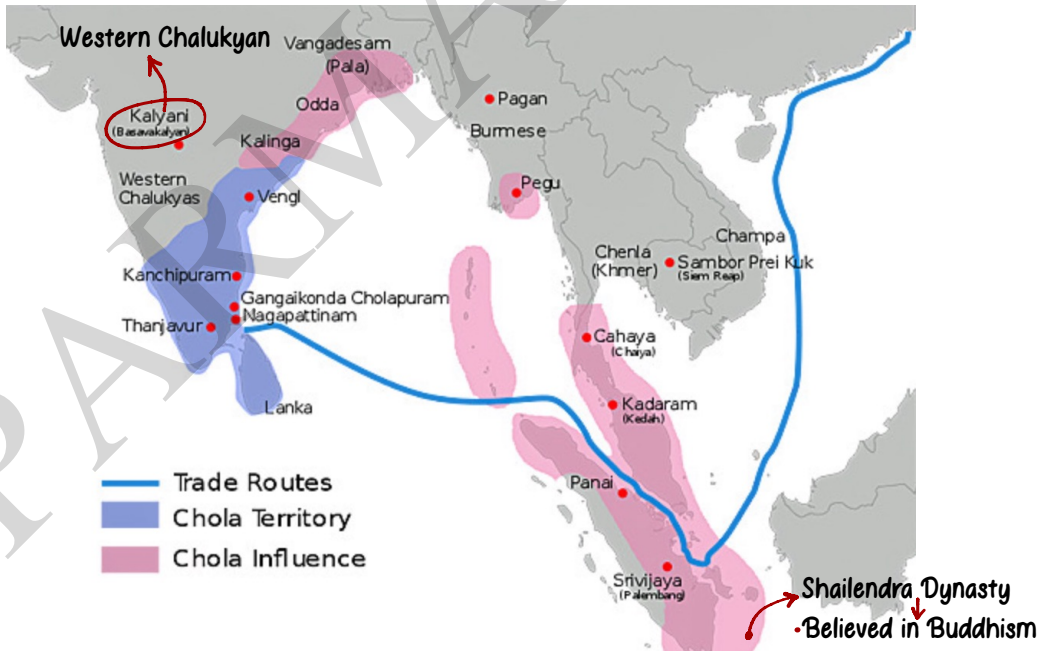 Western Chalukyan
Vangadesam
(Pala)
Kalyani
(Basavakalyan)
Odda
Pagan
Burmese
Kalinga
Western
Chalukyas
Vengl
Pegu
Champa
Chenla
(Khmer)
Sambor Prei Kuk
(Siem Reap)
Kanchipuram
Gangaikonda Cholapuram
Nagapattinam
Thanjavur
Cahaya
(Chaiya)
Lanka
Kadaram
(Kedah)
Trade Routes
Chola Territory
Chola Influence
Panai
Srivijaya
(Palembang)
Shailendra Dynasty
•Believed in Buddhism
PARMA